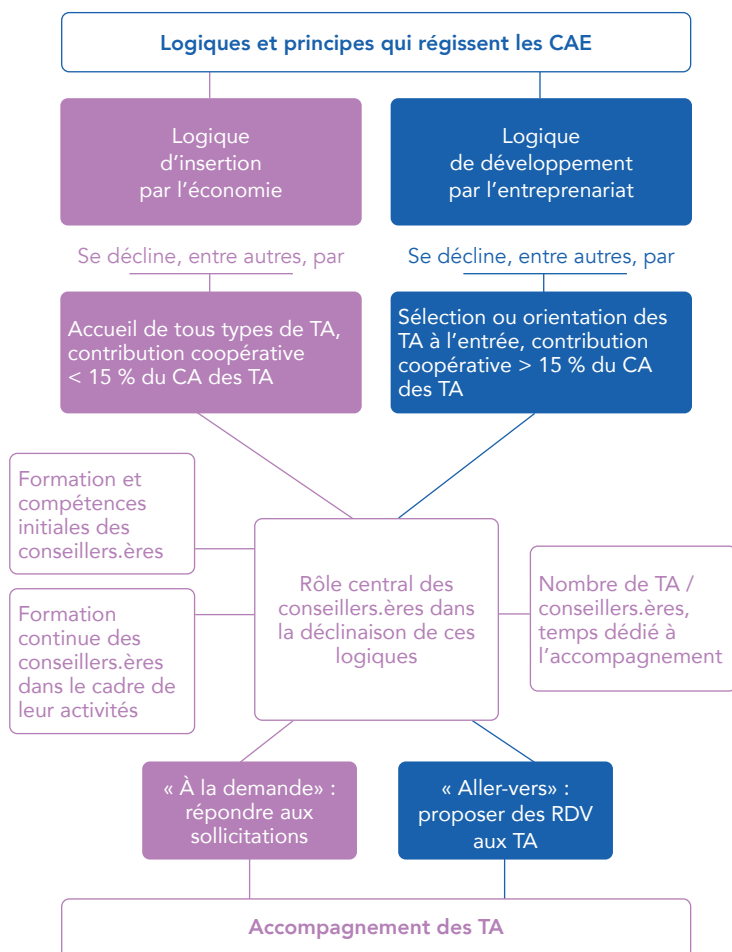 Logiques et principes qui régissent les CAE
Logique
d'insertion
par l'économie
Logique
de développement
par l'entreprenariat
Se décline, entre autres, par
Se décline, entre autres, par
Accueil de tous types de TA,
contribution coopérative
< 15 % du CA des TA
Sélection ou orientation des
TA à l'entrée, contribution
coopérative > 15 % du CA
des TA
Formation et
compétences
initiales des
conseillers.ères
Formation
continue des
conseillers.ères
dans le cadre de
leur activités
Rôle central des
conseillers.ères dans
la déclinaison de ces
logiques
Nombre de TA /
conseillers.ères,
temps dédié à
l'accompagnement
« À la demande» :
répondre aux
sollicitations
« Aller-vers» :
proposer des RDV
aux TA
Accompagnement des TA